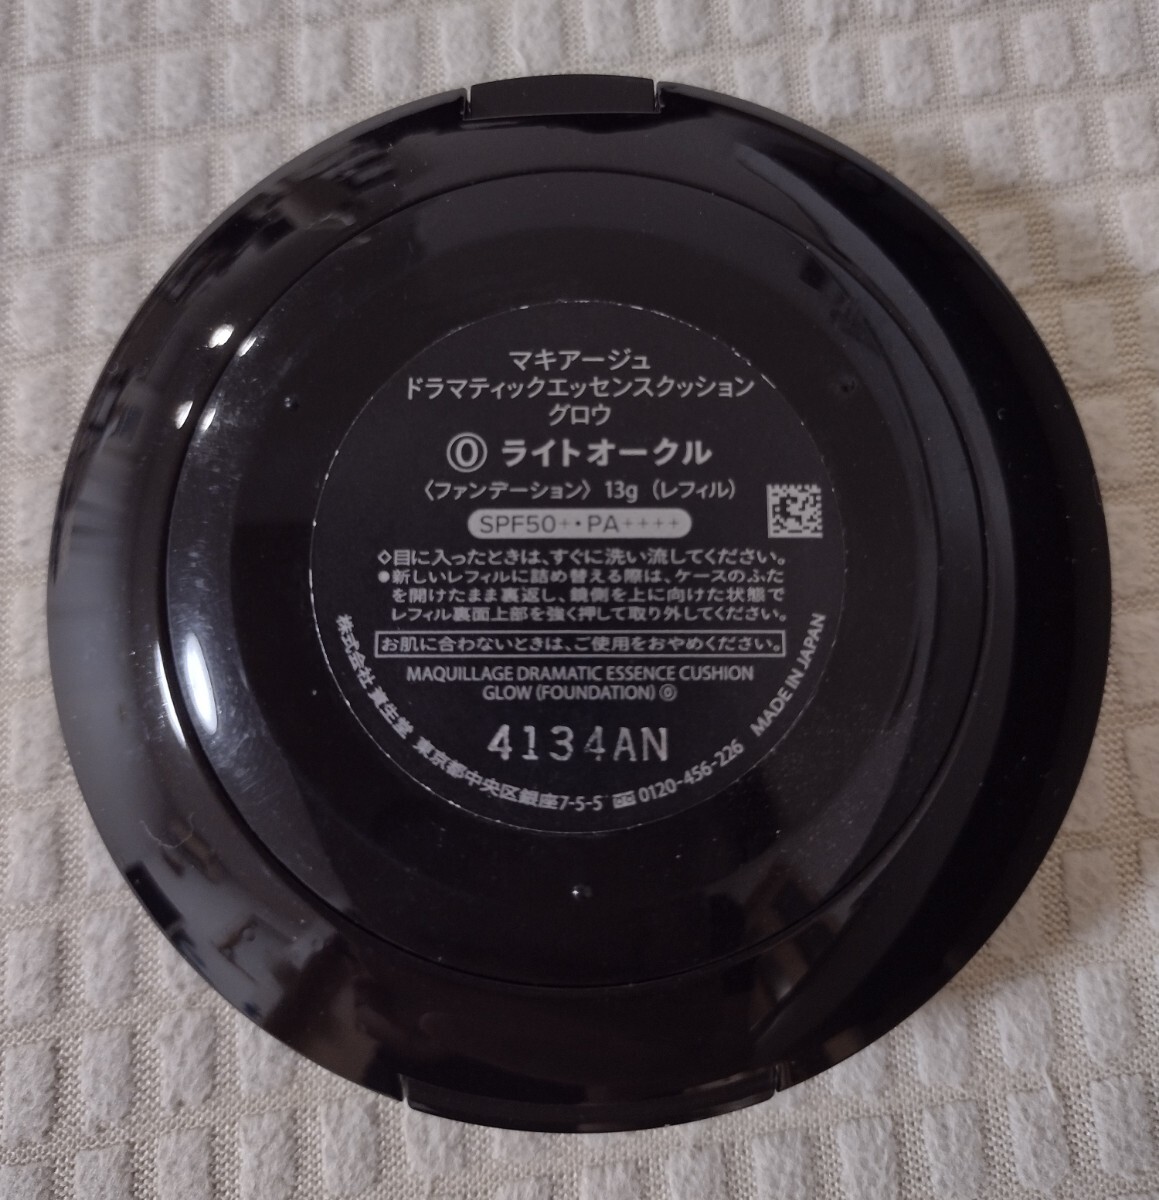 マキアージュ
ドラマティックエッセンスクッション
グロウ
⓪ ライトオークル
〈ファンデーション〉 13g (レフィル)
SPF50+・PA++++
◇目に入ったときは、すぐに洗い流してください。
●新しいレフィルに詰め替える際は、ケースのふた
を開けたまま裏返し、鏡側を上に向けた状態で
レフィル裏面上部を強く押して取り外してください。
お肌に合わないときは、ご使用をおやめください。
MAQUILLAGE DRAMATIC ESSENCE CUSHION
GLOW (FOUNDATION) ⓪
4134AN
株式会社 資生堂 東京都中央区銀座7-5-5 ☎0120-456-226 MADE IN JAPAN